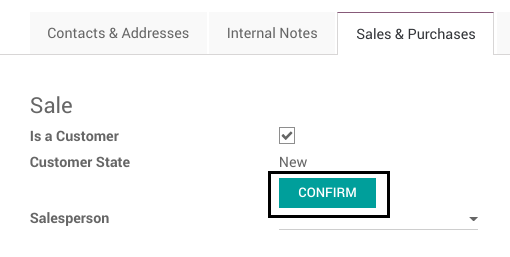 Contacts & Addresses Internal Notes Sales & Purchases
Sale
Is a Customer
Customer State New
CONFIRM
Salesperson